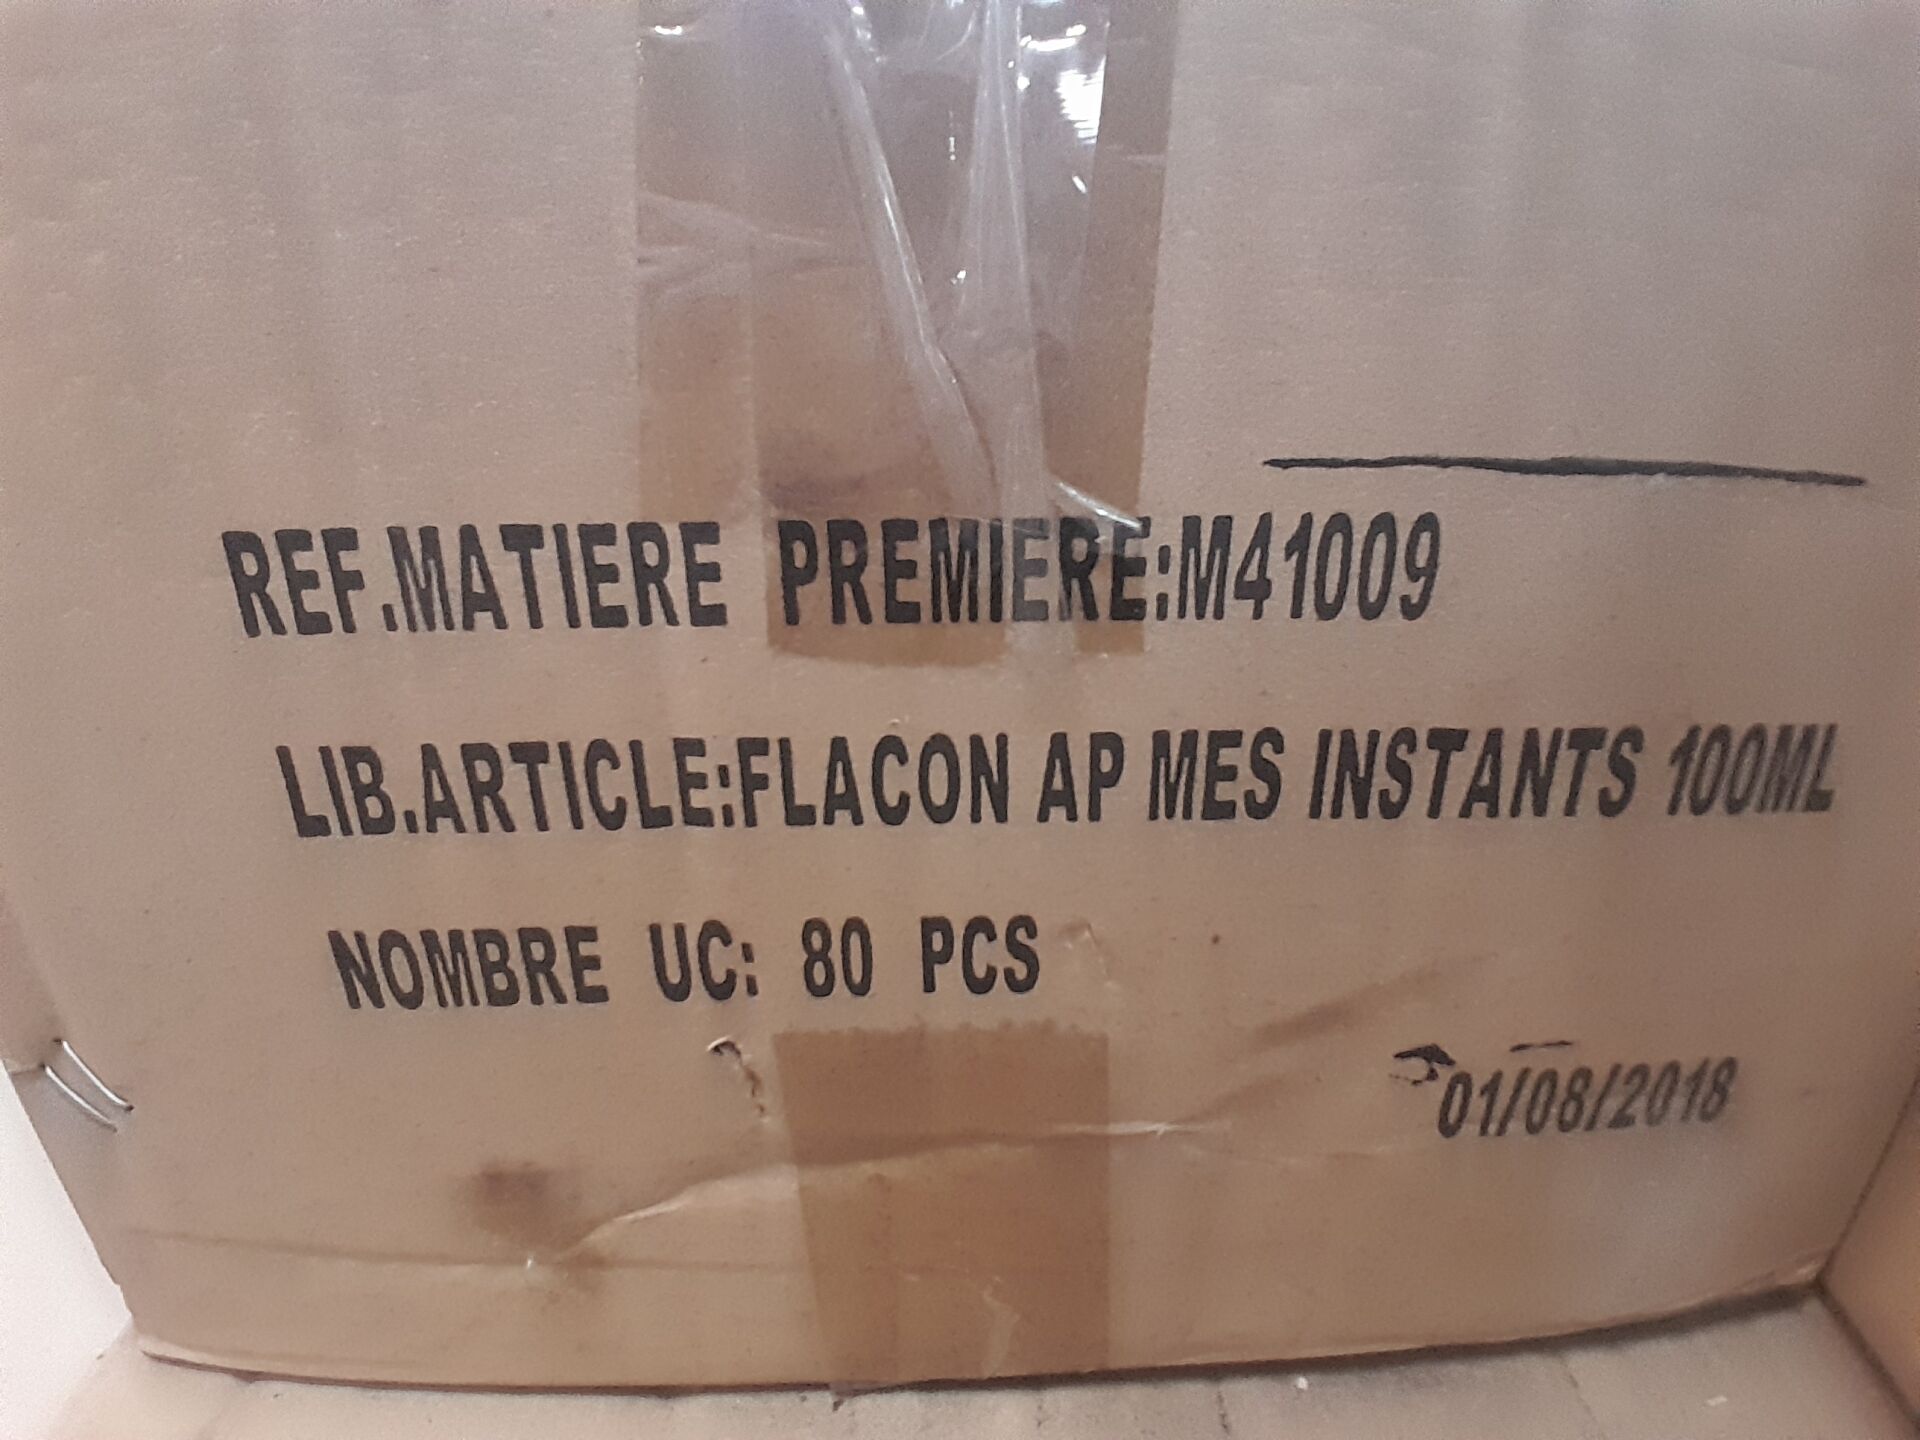 REF.MATIERE PREMIERE:M41009
LIB.ARTICLE:FLACON AP MES INSTANTS 100ML
NOMBRE UC: 80 PCS
01/08/2018